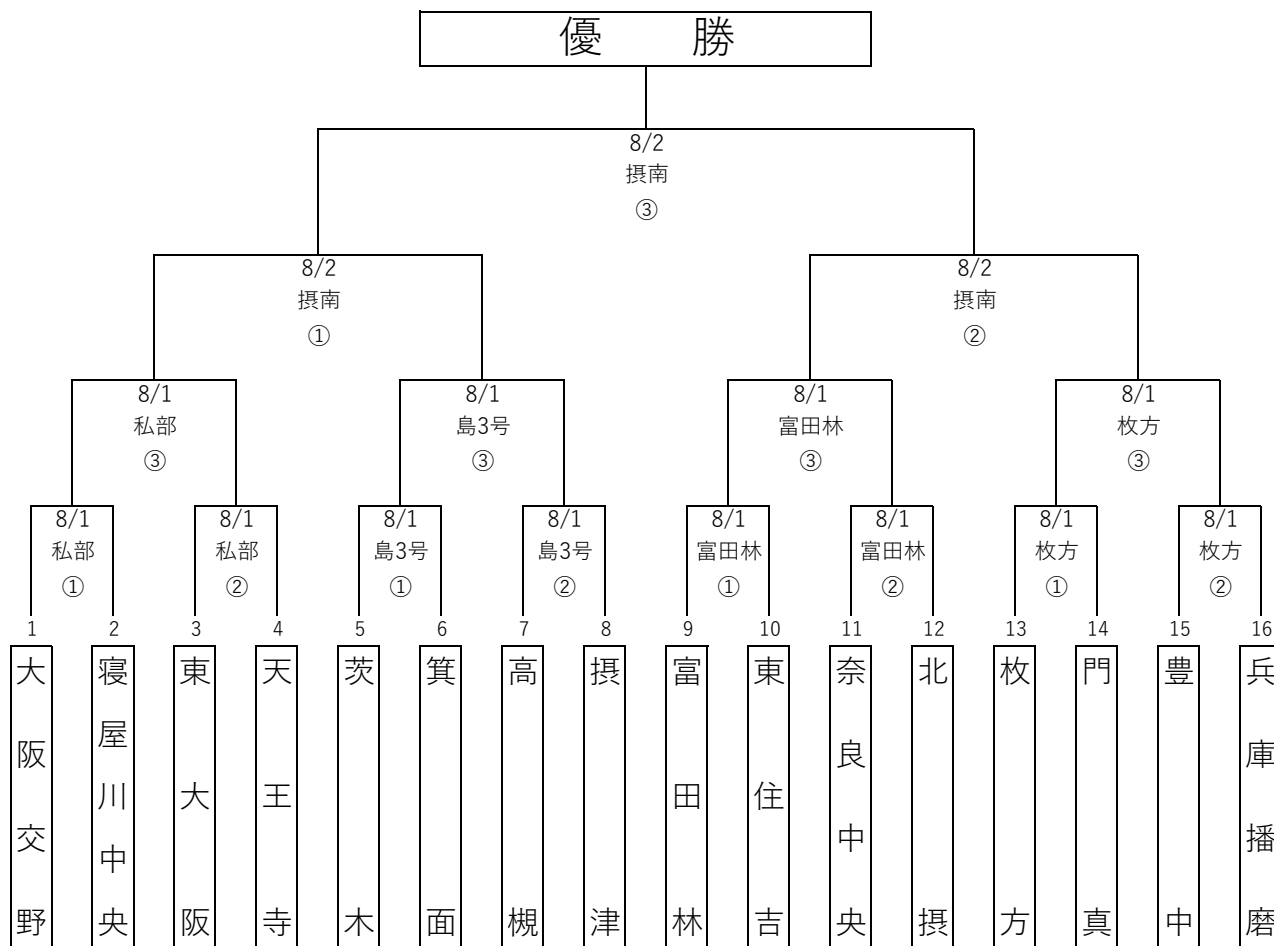 優 勝
8/2
摂南
③
8/2 8/2
摂南 摂南
① ②
8/1 8/1 8/1 8/1
私部 島3号 富田林 枚方
③ ③ ③ ③
8/1 8/1 8/1 8/1 8/1 8/1 8/1 8/1
私部 私部 島3号 島3号 富田林 富田林 枚方 枚方
① ② ① ② ① ② ① ②
1 2 3 4 5 6 7 8 9 10 11 12 13 14 15 16
大阪交野
寝屋川中央
東大阪
天王寺
茨木
箕面
高槻
摂津
富田林
東住吉
奈良中央
北摂
枚方
門真
豊中
兵庫播磨